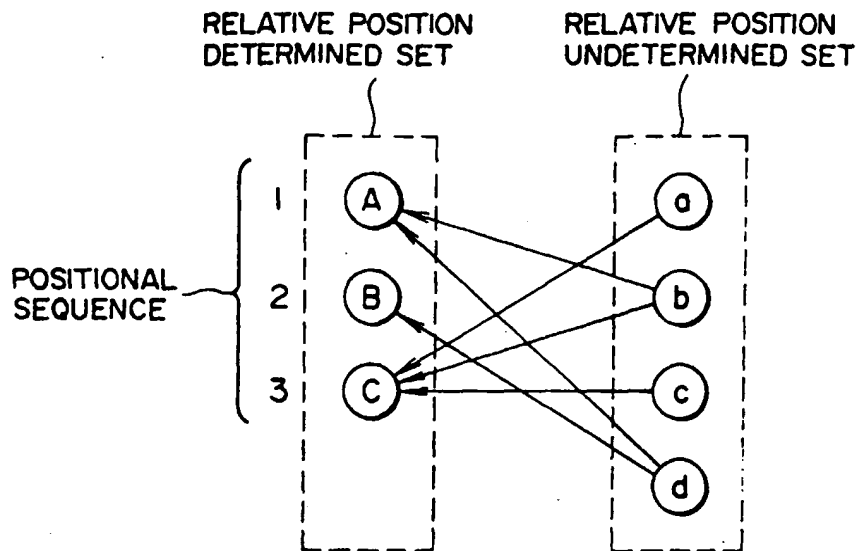 RELATIVE POSITION
DETERMINED SET
RELATIVE POSITION
UNDETERMINED SET
1
A
a
POSITIONAL
SEQUENCE
2
B
b
3
C
c
d